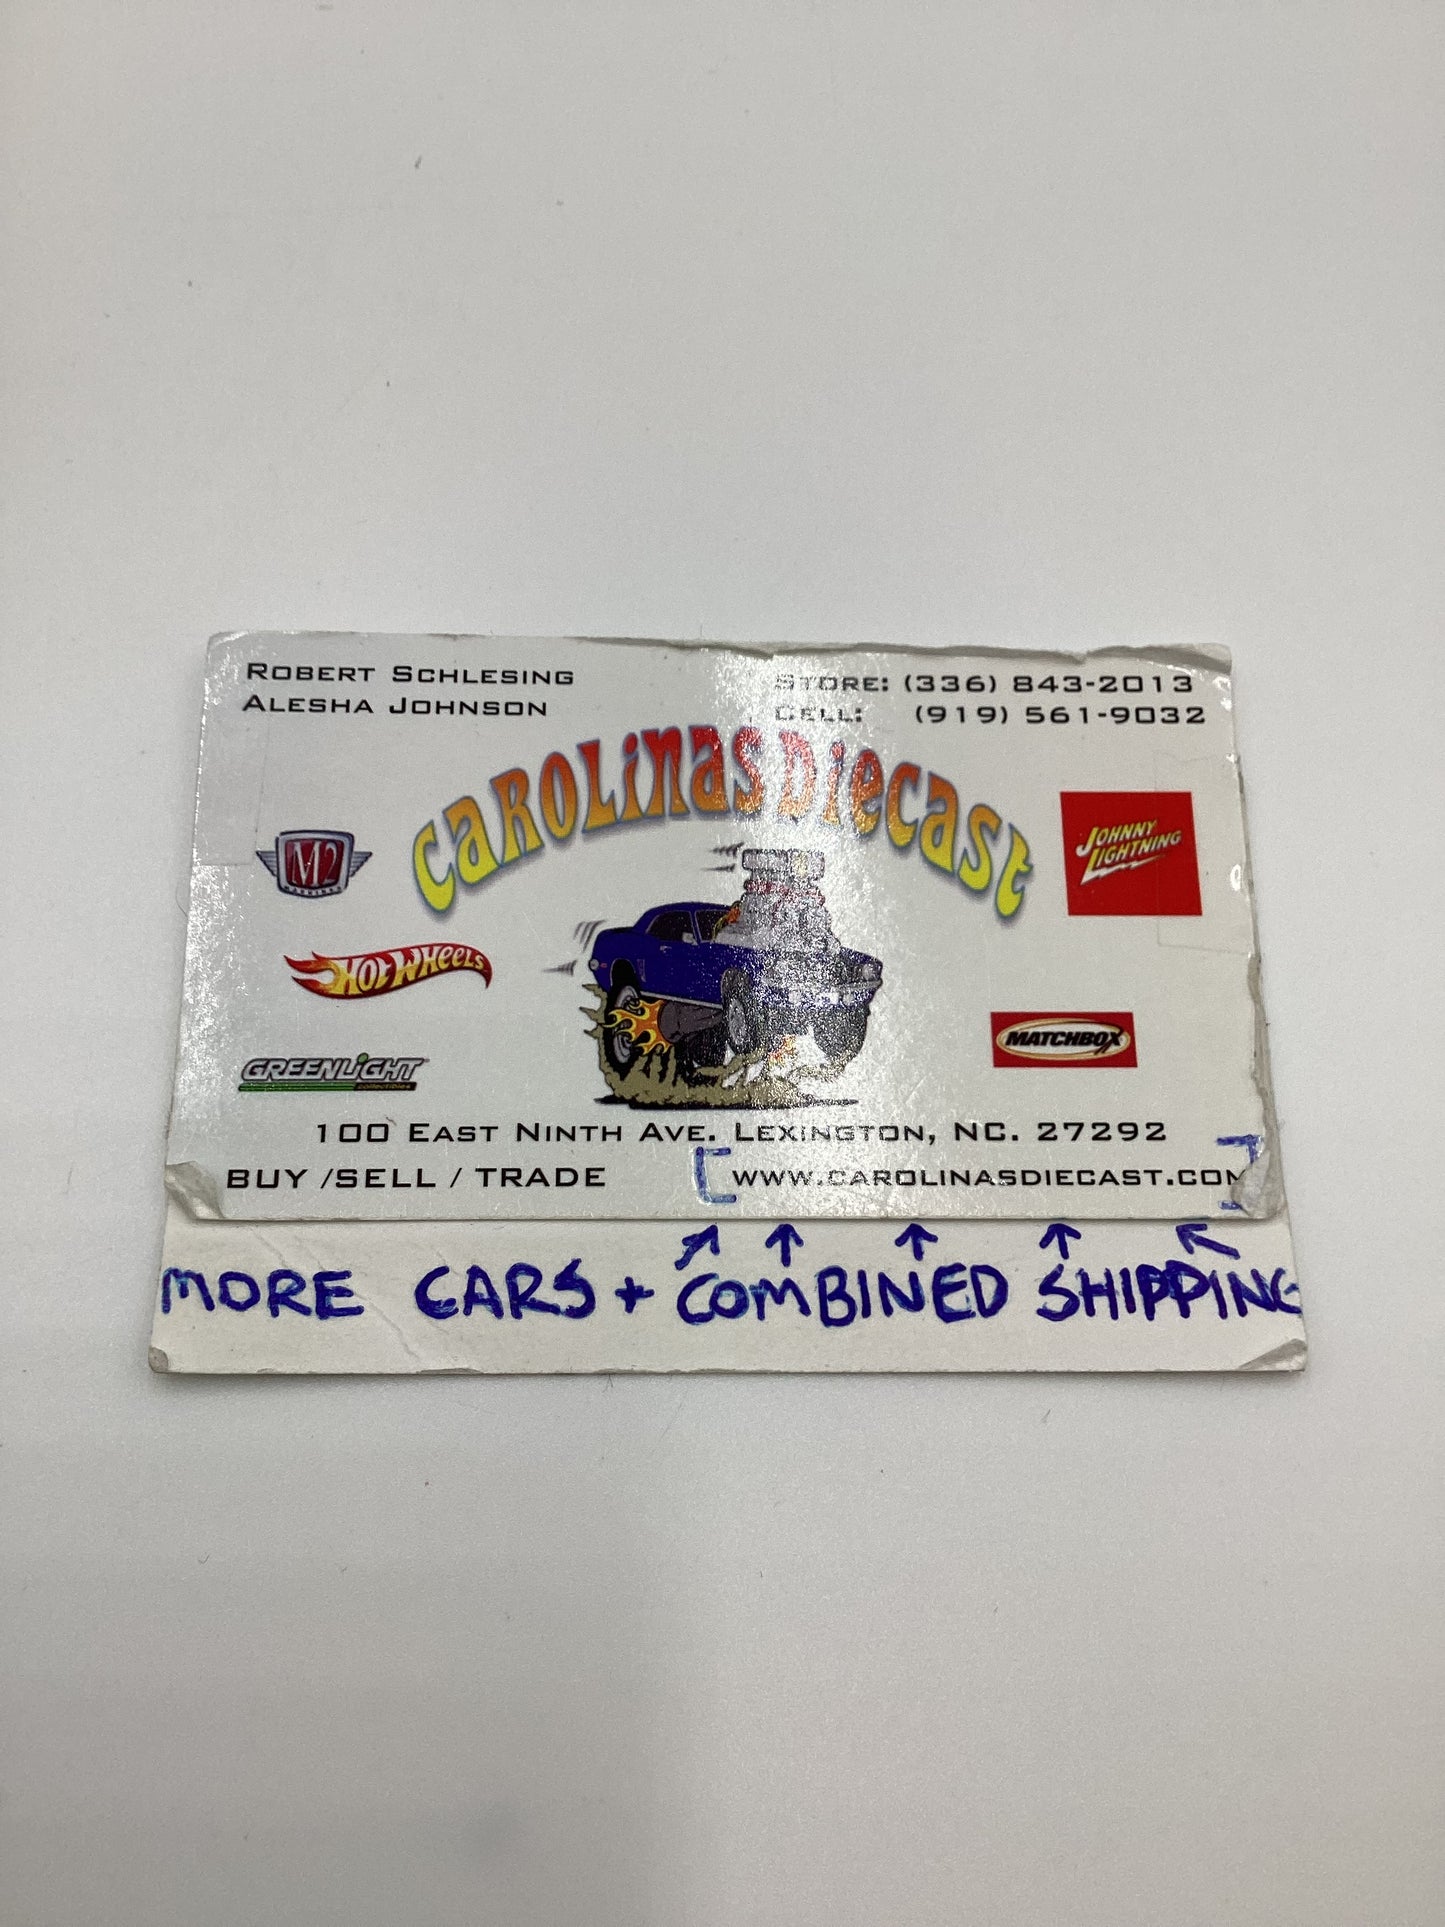 Robert Schlesing
Alesha Johnson
Store: (336) 843-2013
Cell: (919) 561-9032
CAROLINAS DIECAST
M2
MACHINES
JOHNNY
LIGHTNING
HOT WHEELS
MATCHBOX
GREENLIGHT
collectibles
100 East Ninth Ave. Lexington, NC. 27292
BUY /SELL / TRADE [www.carolinasdiecast.com]
MORE CARS + COMBINED SHIPPING